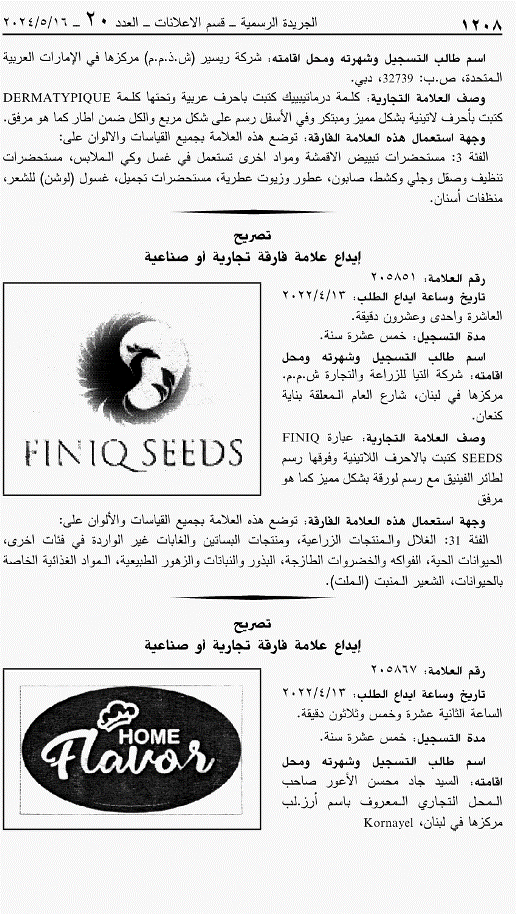 ١٢٠٨ الجريدة الرسمية ــ قسم الاعلانات ــ العدد ٢٠ ــ ٢٠٢٤/٥/١٦
اسم طالب التسجيل وشهرته ومحل اقامته: شركة ريسبر (ش.ذ.م.م) مركزها في الإمارات العربية
المتحدة، ص.ب: 32739، دبي.
وصف العلامة التجارية: كلمة درماتيبييك كتبت باحرف عربية وتحتها كلمة DERMATYPIQUE
كتبت بأحرف لاتينية بشكل مميز ومبتكر وفي الأسفل رسم على شكل مربع والكل ضمن اطار كما هو مرفق.
وجهة استعمال هذه العلامة الفارقة: توضع هذه العلامة بجميع القياسات والالوان على:
الفئة 3: مستحضرات تبييض الاقمشة ومواد اخرى تستعمل في غسل وكي الملابس، مستحضرات
تنظيف وصقل وجلي وكشط، صابون، عطور وزيوت عطرية، مستحضرات تجميل، غسول (لوشن) للشعر،
منظفات أسنان.
تصريح
إيداع علامة فارقة تجارية أو صناعية
رقم العلامة: ٢٠٥٨٥١
تاريخ وساعة ايداع الطلب: ٢٠٢٢/٤/١٣
العاشرة واحدى وعشرون دقيقة.
مدة التسجيل: خمس عشرة سنة.
اسم طالب التسجيل وشهرته ومحل
اقامته: شركة التيا للزراعة والتجارة ش.م.م.
مركزها في لبنان، شارع العام المعلقة بناية
كنعان.
وصف العلامة التجارية: عبارة FINIQ
SEEDS كتبت بالاحرف اللاتينية وفوقها رسم
لطائر الفينيق مع رسم لورقة بشكل مميز كما هو
مرفق
FINIQ SEEDS
وجهة استعمال هذه العلامة الفارقة: توضع هذه العلامة بجميع القياسات والألوان على:
الفئة 31: الغلال والمنتجات الزراعية، ومنتجات البساتين والغابات غير الواردة في فئات اخرى،
الحيوانات الحية، الفواكه والخضروات الطازجة، البذور والنباتات والزهور الطبيعية، المواد الغذائية الخاصة
بالحيوانات، الشعير المنبت (الملت).
تصريح
إيداع علامة فارقة تجارية أو صناعية
رقم العلامة: ٢٠٥٨٦٧
تاريخ وساعة ايداع الطلب: ٢٠٢٢/٤/١٣
الساعة الثانية عشرة وخمس وثلاثون دقيقة.
مدة التسجيل: خمس عشرة سنة.
اسم طالب التسجيل وشهرته ومحل
اقامته: السيد جاد محسن الأعور صاحب
المحل التجاري المعروف باسم أرز.لب
مركزها في لبنان، Kornayel
HOME
Flavor